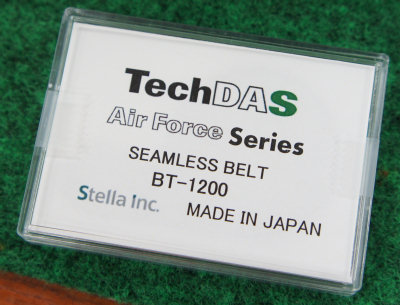 TechDAS
Air Force Series
SEAMLESS BELT
BT-1200
Stella Inc.
MADE IN JAPAN